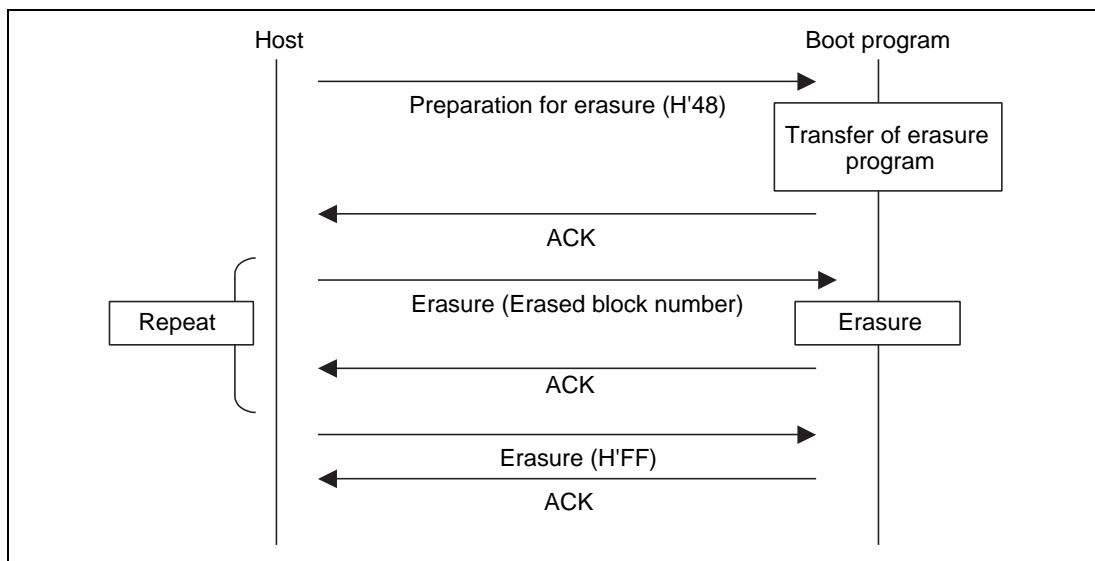 Host
Boot program
Preparation for erasure (H'48)
Transfer of erasure
program
ACK
Erasure (Erased block number)
Repeat
Erasure
ACK
Erasure (H'FF)
ACK